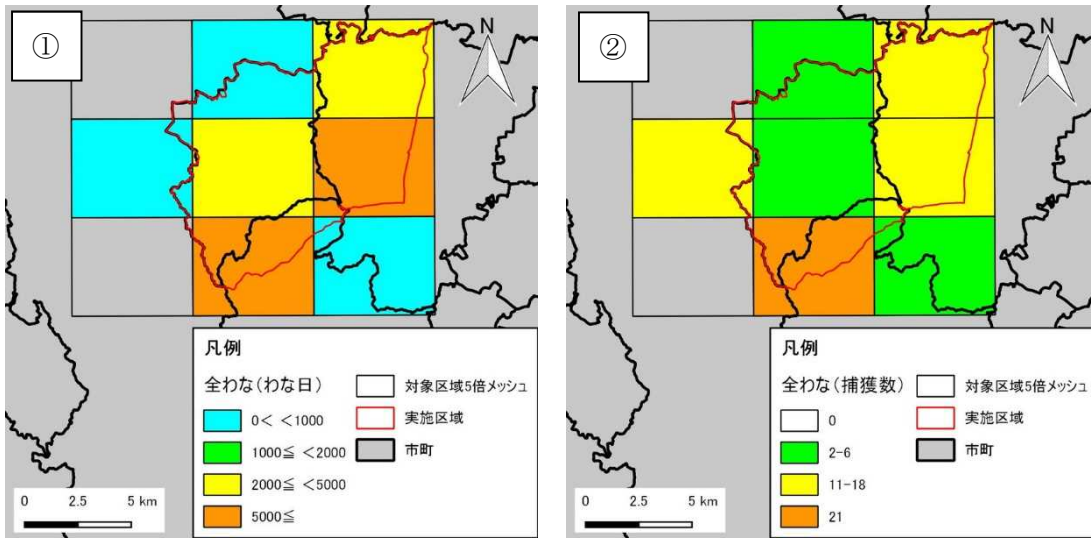 ①
N
凡例
全わな(わな日)
0< <1000
1000≦ <2000
2000≦ <5000
5000≦
対象区域5倍メッシュ
実施区域
市町
0 2.5 5 km
②
N
凡例
全わな(捕獲数)
0
2-6
11-18
21
対象区域5倍メッシュ
実施区域
市町
0 2.5 5 km